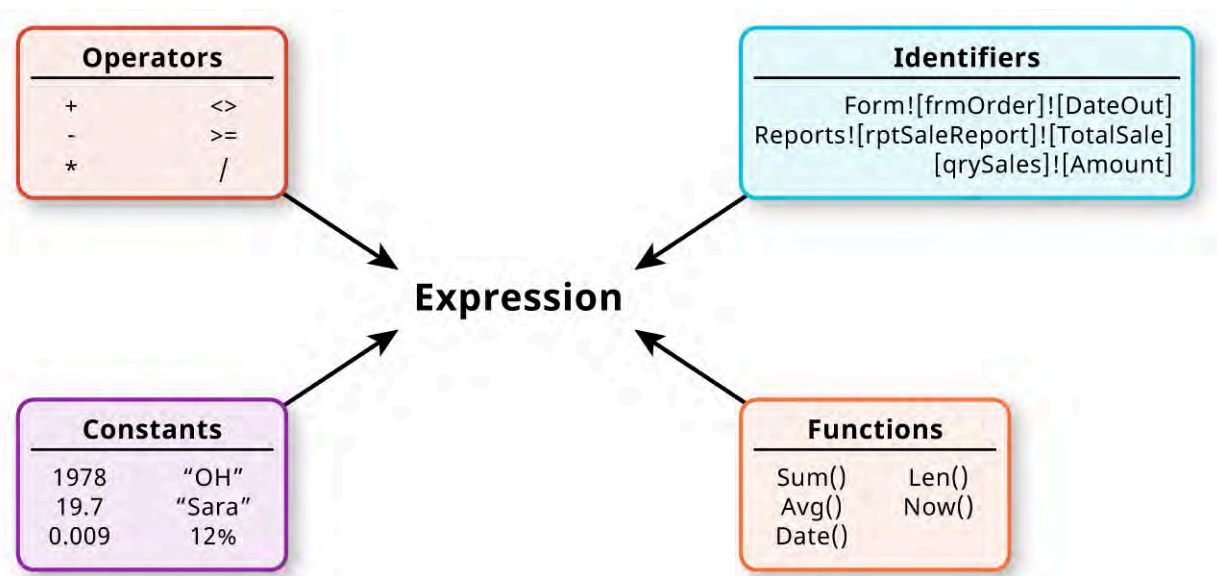 Operators
+ <>
- >=
* /
Identifiers
Form![frmOrder]![DateOut]
Reports![rptSaleReport]![TotalSale]
[qrySales]![Amount]
Expression
Constants
1978 “OH”
19.7 “Sara”
0.009 12%
Functions
Sum() Len()
Avg() Now()
Date()